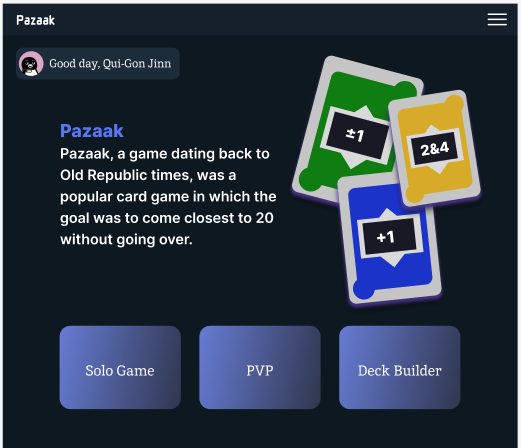 Pazaak
Good day, Qui-Gon Jinn
Pazaak
Pazaak, a game dating back to
Old Republic times, was a
popular card game in which the
goal was to come closest to 20
without going over.
±1
2&4
+1
Solo Game
PVP
Deck Builder